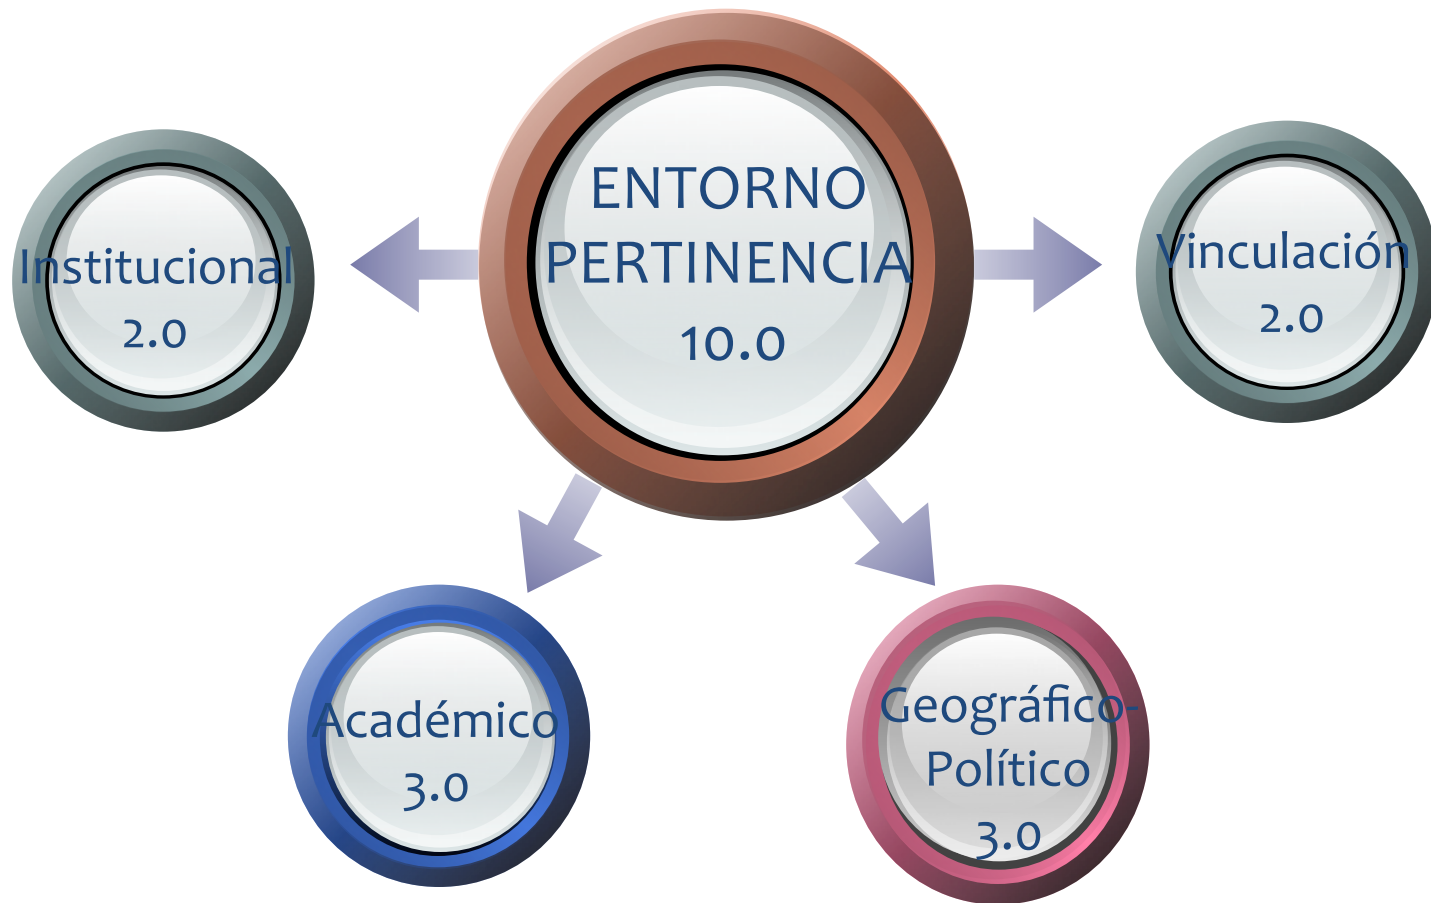 ENTORNO
PERTINENCIA
10.0
Institucional
2.0
Vinculación
2.0
Académico
3.0
Geográfico-
Político
3.0